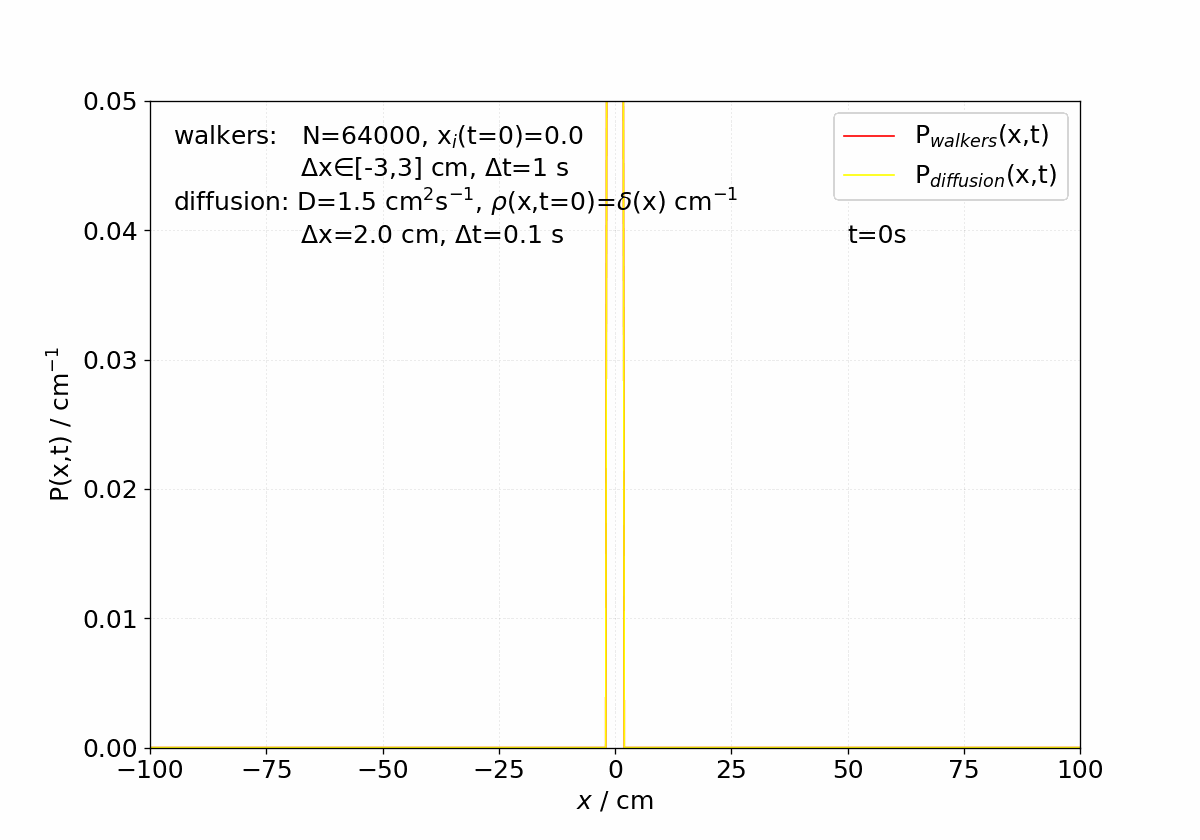 0.05
0.04
0.03
0.02
0.01
0.00
P(x,t) / cm⁻¹
walkers: N=64000, xᵢ(t=0)=0.0
Δx∈[-3,3] cm, Δt=1 s
diffusion: D=1.5 cm²s⁻¹, ρ(x,t=0)=δ(x) cm⁻¹
Δx=2.0 cm, Δt=0.1 s
P_walkers(x,t)
P_diffusion(x,t)
t=0s
−100 −75 −50 −25 0 25 50 75 100
x / cm